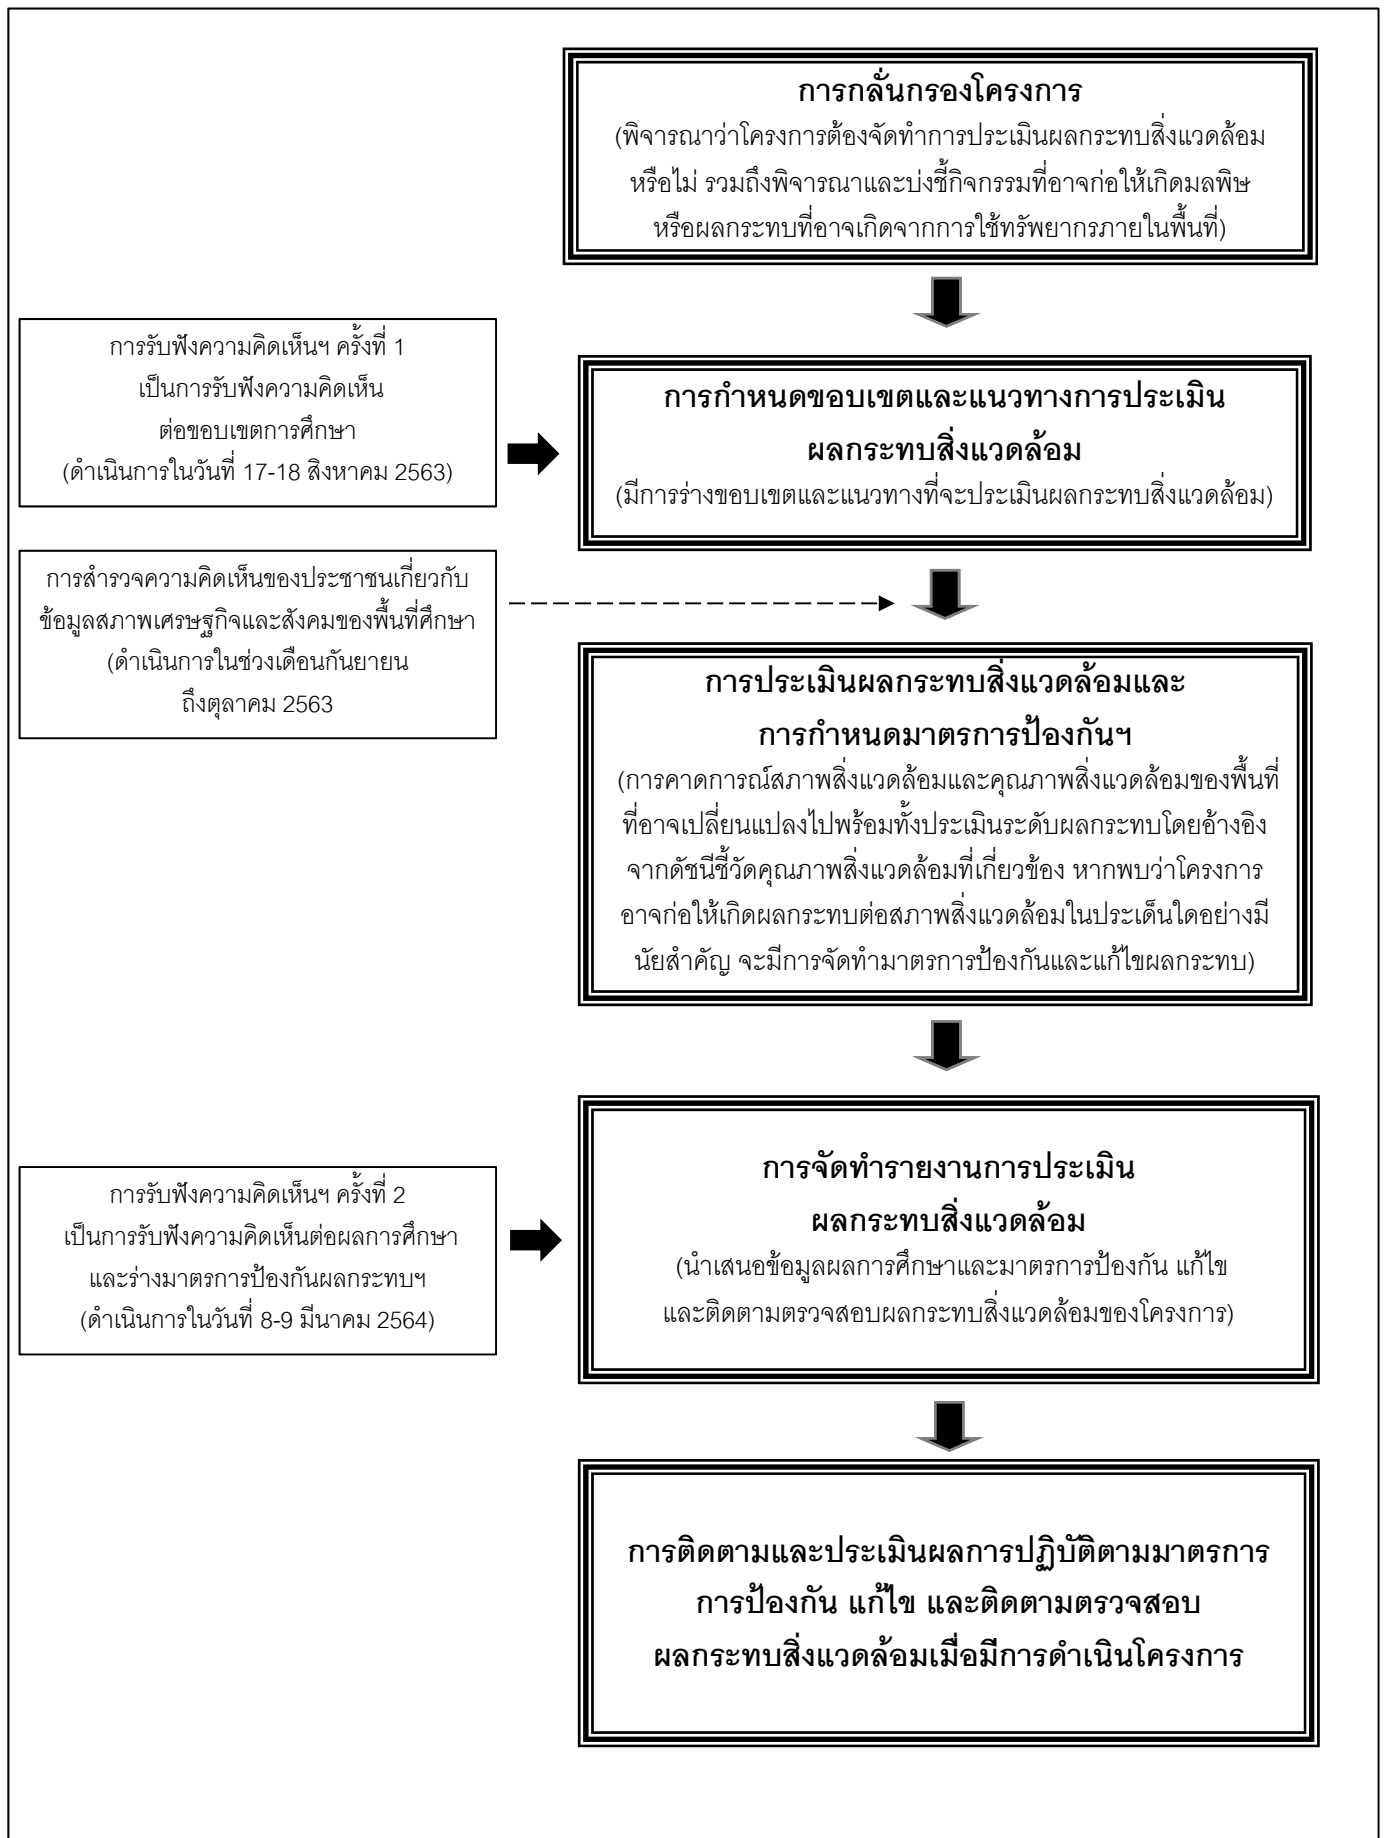 การกลั่นกรองโครงการ
(พิจารณาว่าโครงการต้องจัดทำการประเมินผลกระทบสิ่งแวดล้อม
หรือไม่ รวมถึงพิจารณาและบ่งชี้กิจกรรมที่อาจก่อให้เกิดมลพิษ
หรือผลกระทบที่อาจเกิดจากการใช้ทรัพยากรภายในพื้นที่)
การรับฟังความคิดเห็นฯ ครั้งที่ 1
เป็นการรับฟังความคิดเห็น
ต่อขอบเขตการศึกษา
(ดำเนินการในวันที่ 17-18 สิงหาคม 2563)
การกำหนดขอบเขตและแนวทางการประเมิน
ผลกระทบสิ่งแวดล้อม
(มีการร่างขอบเขตและแนวทางที่จะประเมินผลกระทบสิ่งแวดล้อม)
การสำรวจความคิดเห็นของประชาชนเกี่ยวกับ
ข้อมูลสภาพเศรษฐกิจและสังคมของพื้นที่ศึกษา
(ดำเนินการในช่วงเดือนกันยายน
ถึงตุลาคม 2563
การประเมินผลกระทบสิ่งแวดล้อมและ
การกำหนดมาตรการป้องกันฯ
(การคาดการณ์สภาพสิ่งแวดล้อมและคุณภาพสิ่งแวดล้อมของพื้นที่
ที่อาจเปลี่ยนแปลงไปพร้อมทั้งประเมินระดับผลกระทบโดยอ้างอิง
จากดัชนีชี้วัดคุณภาพสิ่งแวดล้อมที่เกี่ยวข้อง หากพบว่าโครงการ
อาจก่อให้เกิดผลกระทบต่อสภาพสิ่งแวดล้อมในประเด็นใดอย่างมี
นัยสำคัญ จะมีการจัดทำมาตรการป้องกันและแก้ไขผลกระทบ)
การรับฟังความคิดเห็นฯ ครั้งที่ 2
เป็นการรับฟังความคิดเห็นต่อผลการศึกษา
และร่างมาตรการป้องกันผลกระทบฯ
(ดำเนินการในวันที่ 8-9 มีนาคม 2564)
การจัดทำรายงานการประเมิน
ผลกระทบสิ่งแวดล้อม
(นำเสนอข้อมูลผลการศึกษาและมาตรการป้องกัน แก้ไข
และติดตามตรวจสอบผลกระทบสิ่งแวดล้อมของโครงการ)
การติดตามและประเมินผลการปฏิบัติตามมาตรการ
การป้องกัน แก้ไข และติดตามตรวจสอบ
ผลกระทบสิ่งแวดล้อมเมื่อมีการดำเนินโครงการ